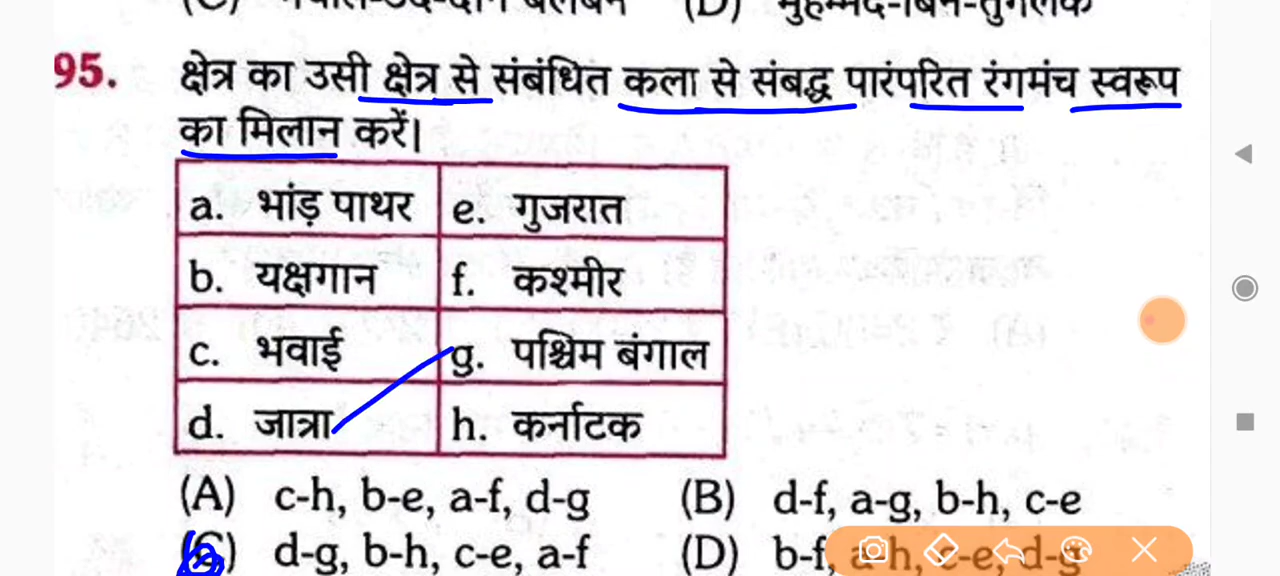 95. क्षेत्र का उसी क्षेत्र से संबंधित कला से संबद्ध पारंपरित रंगमंच स्वरूप
का मिलान करें।
a. भांड़ पाथर e. गुजरात
b. यक्षगान f. कश्मीर
c. भवाई g. पश्चिम बंगाल
d. जात्रा h. कर्नाटक
(A) c-h, b-e, a-f, d-g (B) d-f, a-g, b-h, c-e
(C) d-g, b-h, c-e, a-f (D) b-f, a-h, c-e, d-g